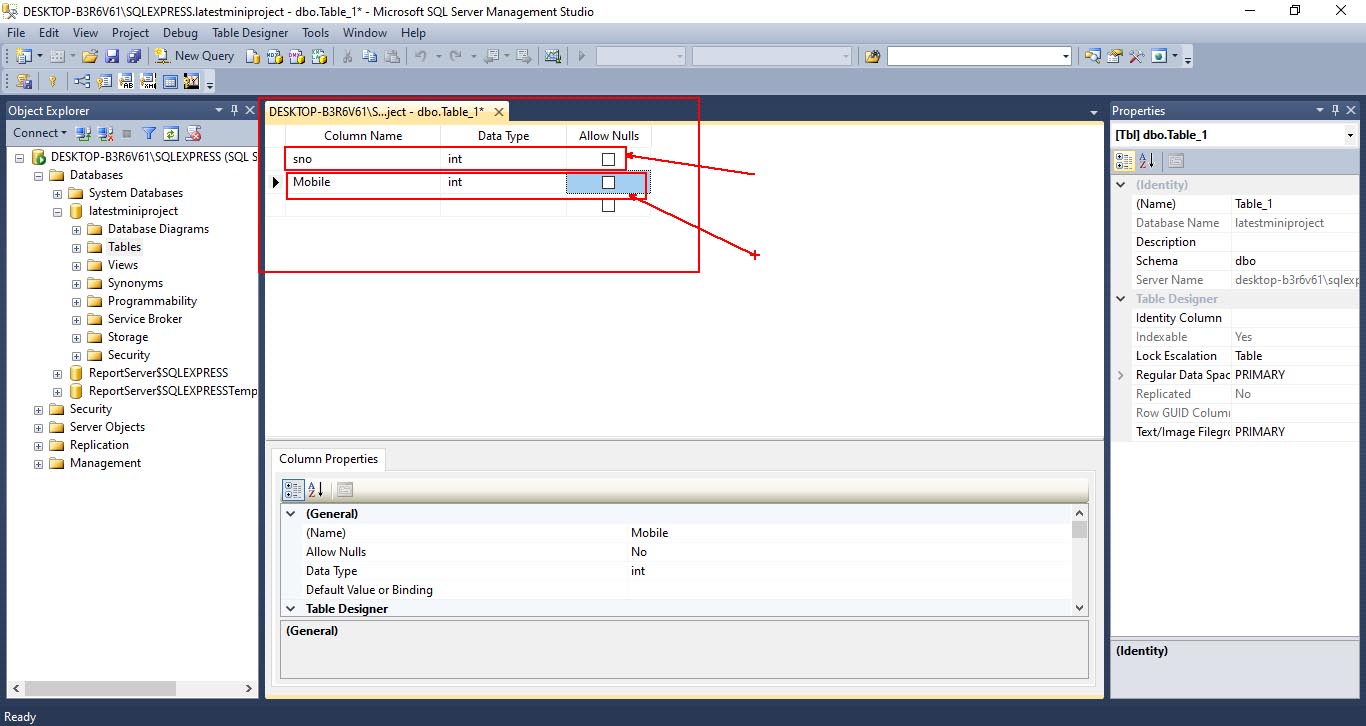 DESKTOP-B3R6V61\SQLEXPRESS.latestminiproject - dbo.Table_1* - Microsoft SQL Server Management Studio
File Edit View Project Debug Table Designer Tools Window Help
New Query
Object Explorer
Connect
DESKTOP-B3R6V61\SQLEXPRESS (SQL S
Databases
System Databases
latestminiproject
Database Diagrams
Tables
Views
Synonyms
Programmability
Service Broker
Storage
Security
ReportServer$SQLEXPRESS
ReportServer$SQLEXPRESSTemp
Security
Server Objects
Replication
Management
DESKTOP-B3R6V61\S...ject - dbo.Table_1*
Column Name Data Type Allow Nulls
sno int
Mobile int
Column Properties
(General)
(Name) Mobile
Allow Nulls No
Data Type int
Default Value or Binding
Table Designer
(General)
Properties
[Tbl] dbo.Table_1
(Identity)
(Name) Table_1
Database Name latestminiproject
Description
Schema dbo
Server Name desktop-b3r6v61\sqlexp
Table Designer
Identity Column
Indexable Yes
Lock Escalation Table
Regular Data Spac PRIMARY
Replicated No
Row GUID Colum
Text/Image Filegr PRIMARY
(Identity)
Ready